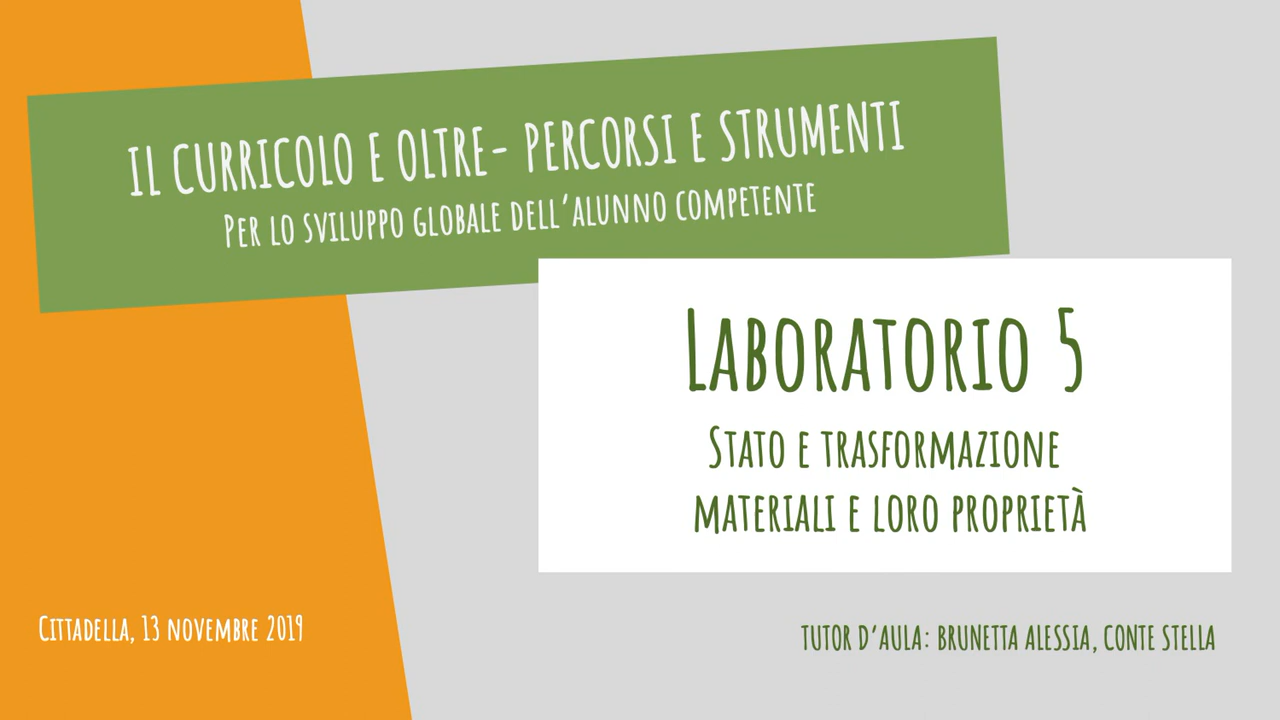 IL CURRICOLO E OLTRE- PERCORSI E STRUMENTI
PER LO SVILUPPO GLOBALE DELL'ALUNNO COMPETENTE
LABORATORIO 5
STATO E TRASFORMAZIONE
MATERIALI E LORO PROPRIETÀ
CITTADELLA, 13 NOVEMBRE 2019
TUTOR D'AULA: BRUNETTA ALESSIA, CONTE STELLA